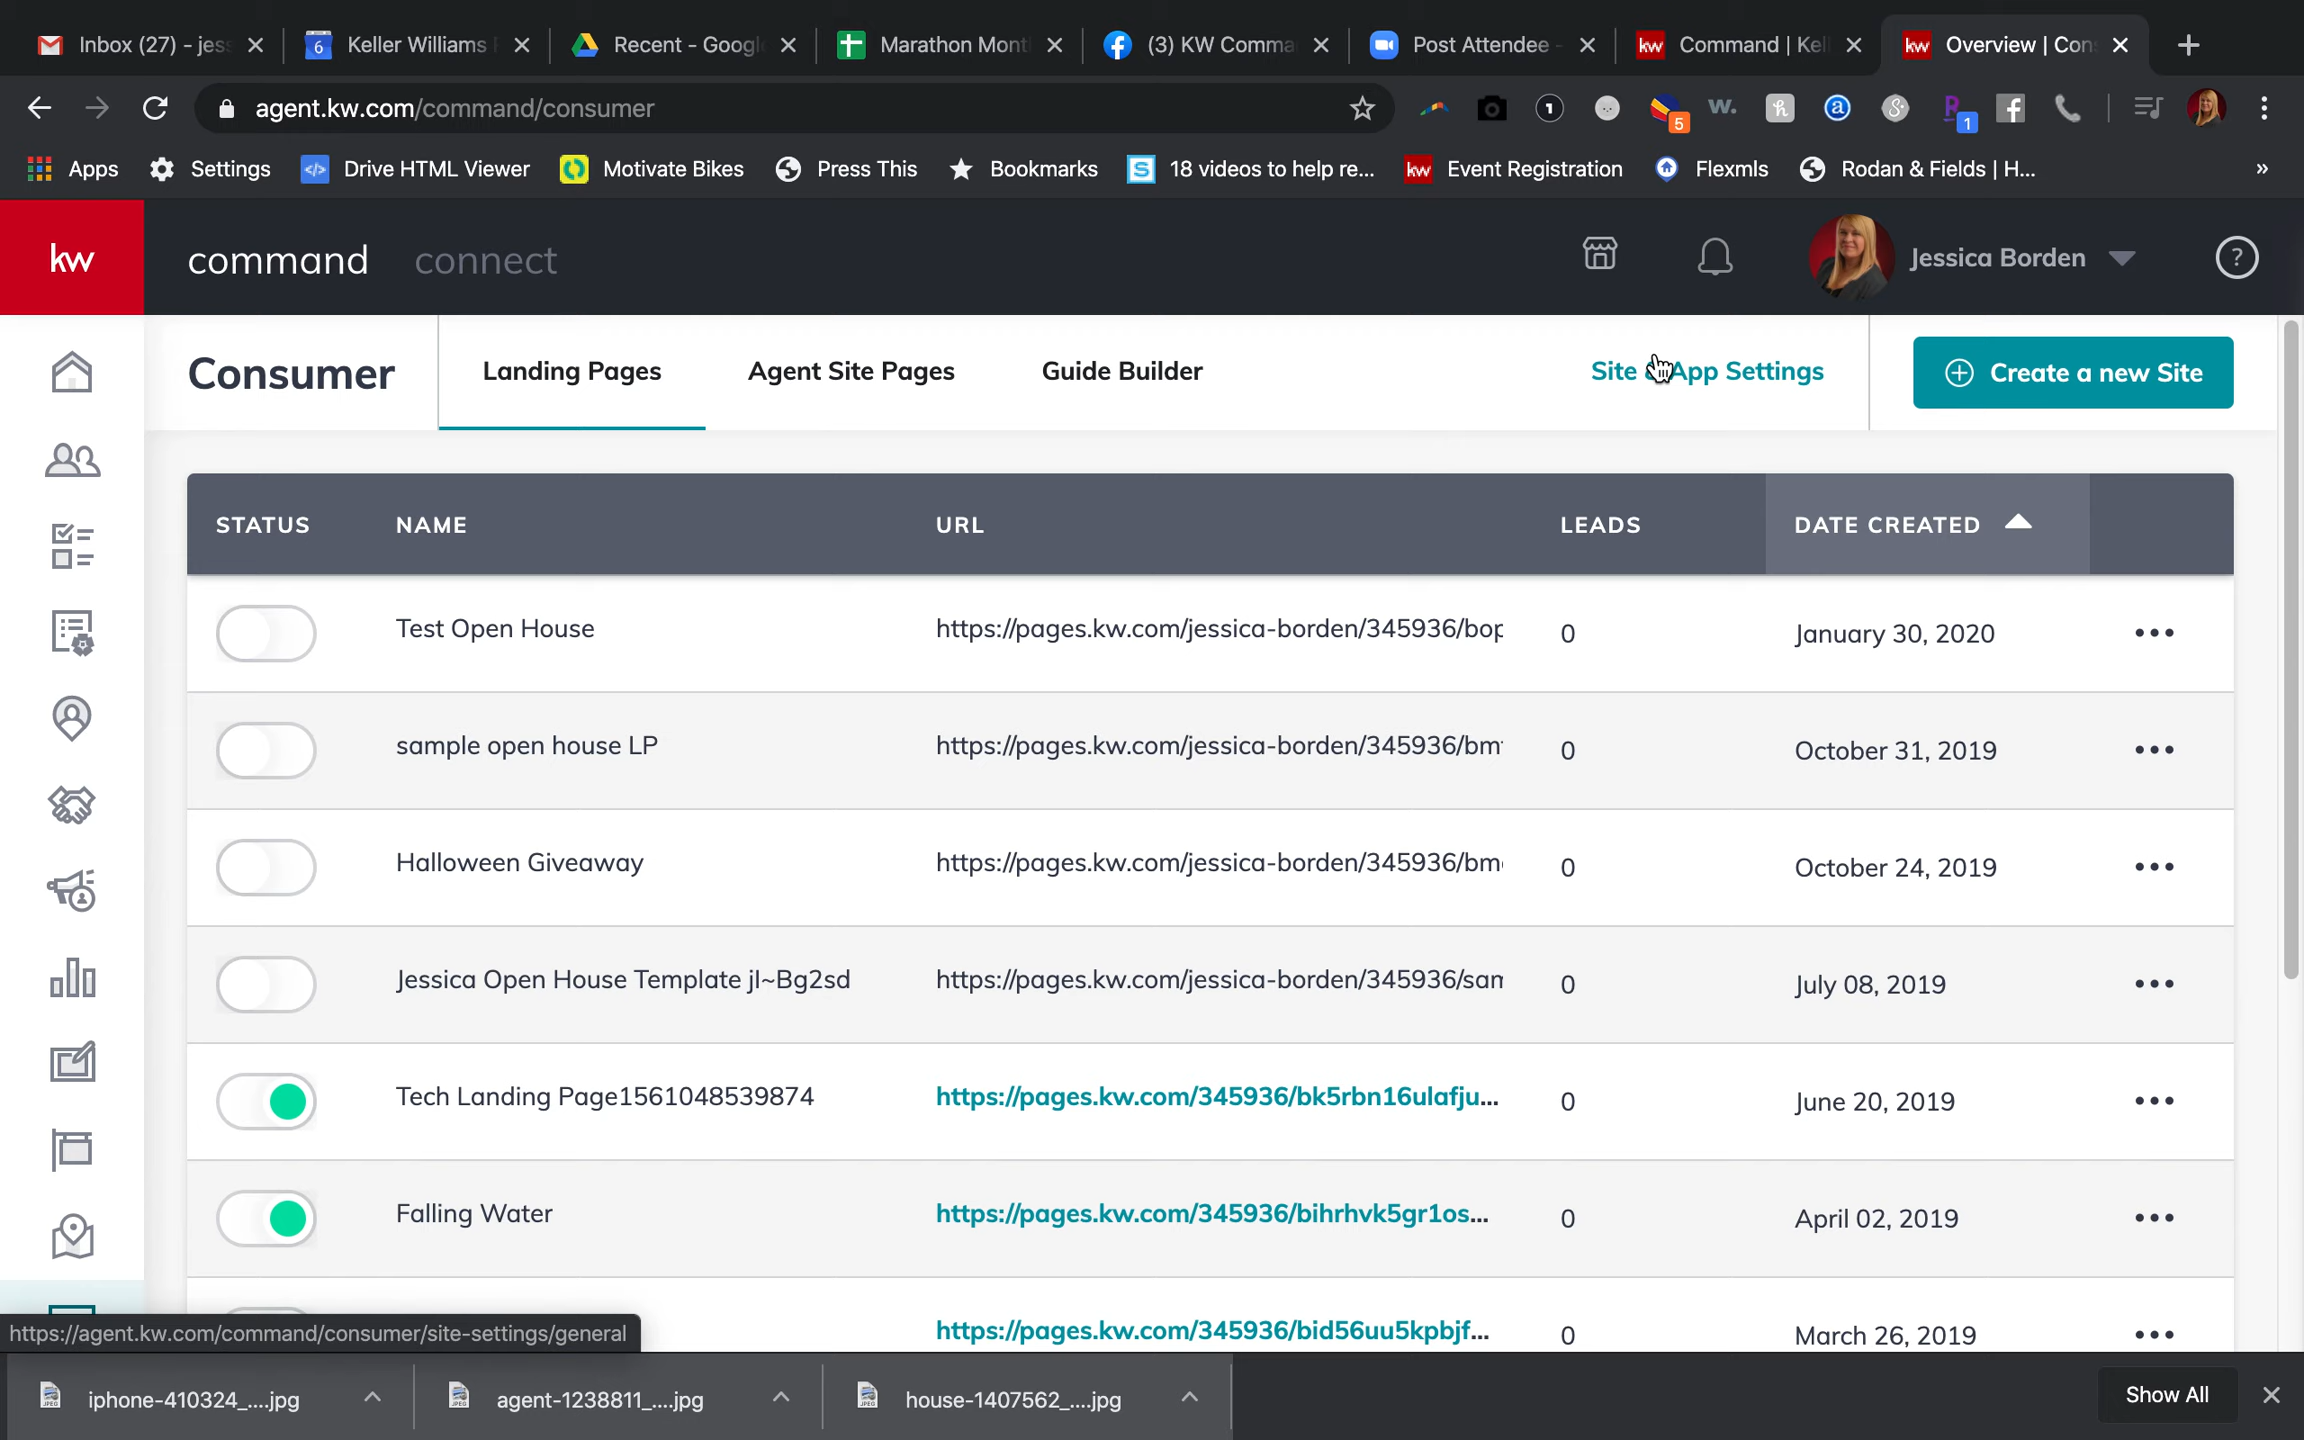 Inbox (27) - jess
Keller Williams
Recent - Googl
Marathon Mont
(3) KW Comma
Post Attendee -
kw Command | Kel
kw Overview | Con
agent.kw.com/command/consumer
5
1
Apps
Settings
Drive HTML Viewer
Motivate Bikes
Press This
Bookmarks
18 videos to help re...
kw Event Registration
Flexmls
Rodan & Fields | H...
»
kw
command
connect
Jessica Borden
?
Consumer
Landing Pages
Agent Site Pages
Guide Builder
Site & App Settings
Create a new Site
STATUS NAME URL LEADS DATE CREATED
Test Open House https://pages.kw.com/jessica-borden/345936/bop 0 January 30, 2020
sample open house LP https://pages.kw.com/jessica-borden/345936/bm 0 October 31, 2019
Halloween Giveaway https://pages.kw.com/jessica-borden/345936/bm 0 October 24, 2019
Jessica Open House Template jl~Bg2sd https://pages.kw.com/jessica-borden/345936/sam 0 July 08, 2019
Tech Landing Page1561048539874 https://pages.kw.com/345936/bk5rbn16ulafju... 0 June 20, 2019
Falling Water https://pages.kw.com/345936/bihrhvk5gr1os... 0 April 02, 2019
https://pages.kw.com/345936/bid56uu5kpbjf... 0 March 26, 2019
https://agent.kw.com/command/consumer/site-settings/general
iphone-410324_....jpg
agent-1238811_....jpg
house-1407562_....jpg
Show All